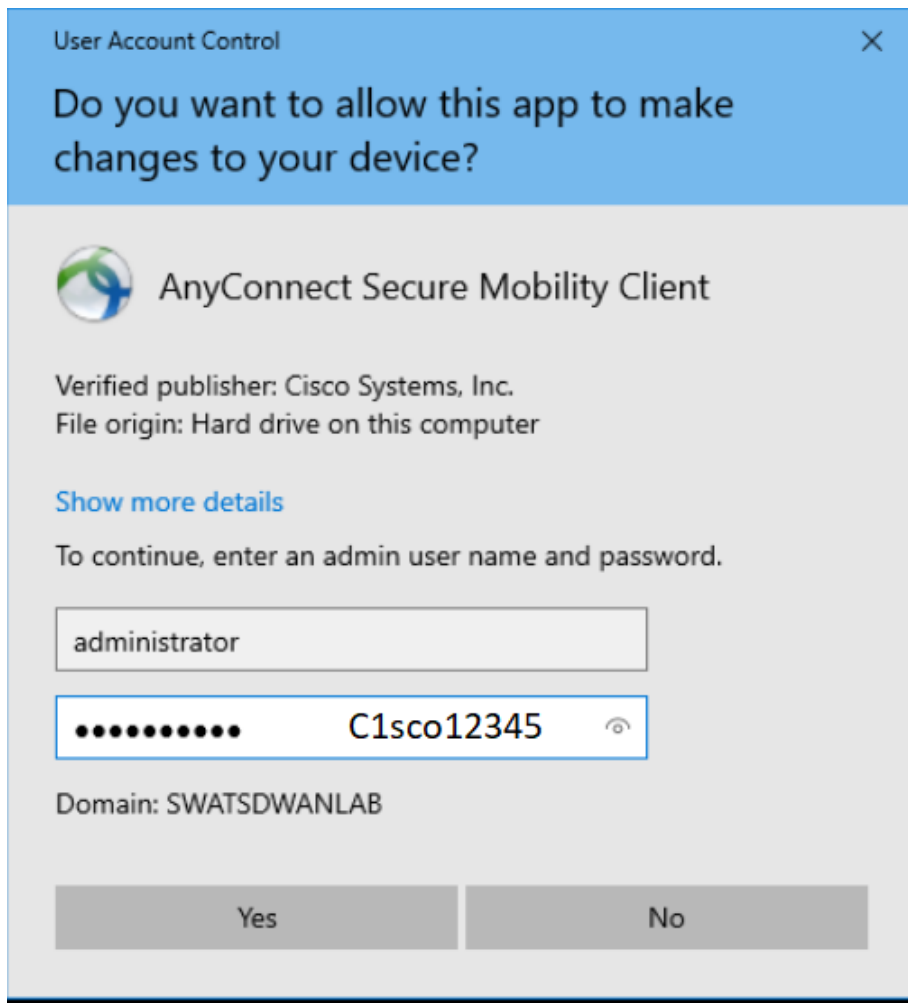 User Account Control
Do you want to allow this app to make
changes to your device?
AnyConnect Secure Mobility Client
Verified publisher: Cisco Systems, Inc.
File origin: Hard drive on this computer
Show more details
To continue, enter an admin user name and password.
administrator
●●●●●●●●●● C1sco12345
Domain: SWATSDWANLAB
Yes No